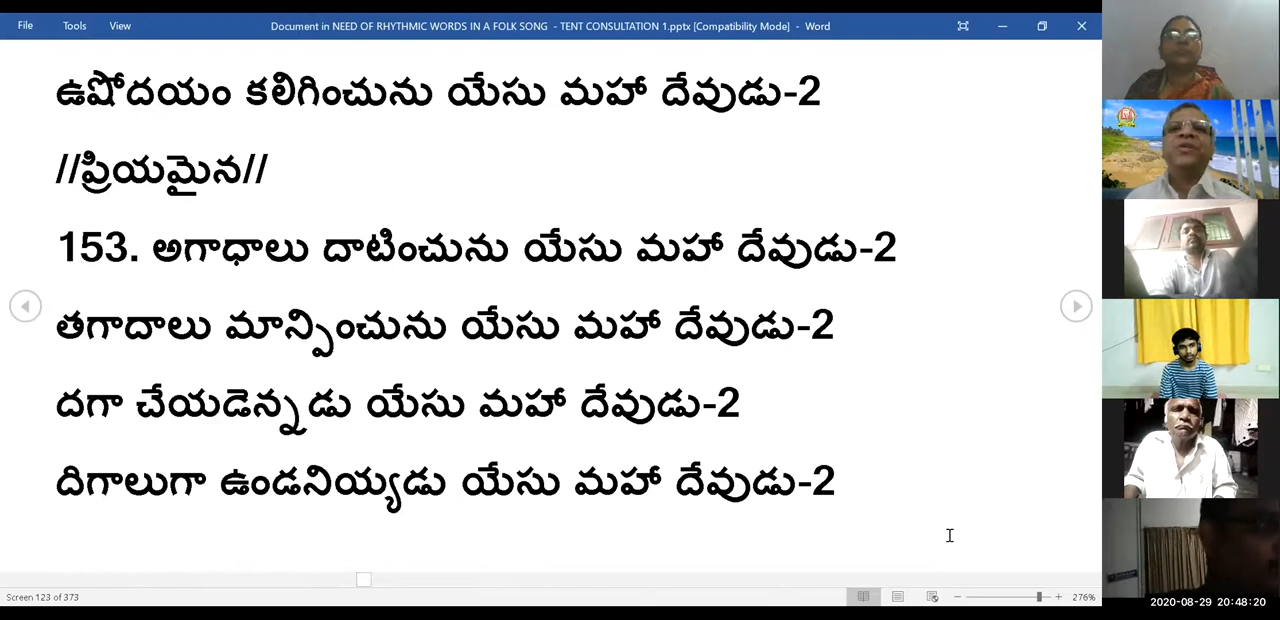 File Tools View Document in NEED OF RHYTHMIC WORDS IN A FOLK SONG - TENT CONSULTATION 1.pptx [Compatibility Mode] - Word
ఉషోదయం కలిగించును యేసు మహా దేవుడు-2
//ప్రియమైన//
153. అగాధాలు దాటించును యేసు మహా దేవుడు-2
తగాదాలు మాన్పించును యేసు మహా దేవుడు-2
దగా చేయడెన్నడు యేసు మహా దేవుడు-2
దిగాలుగా ఉండనియ్యడు యేసు మహా దేవుడు-2
Screen 123 of 373
276%
2020-08-29 20:48:20